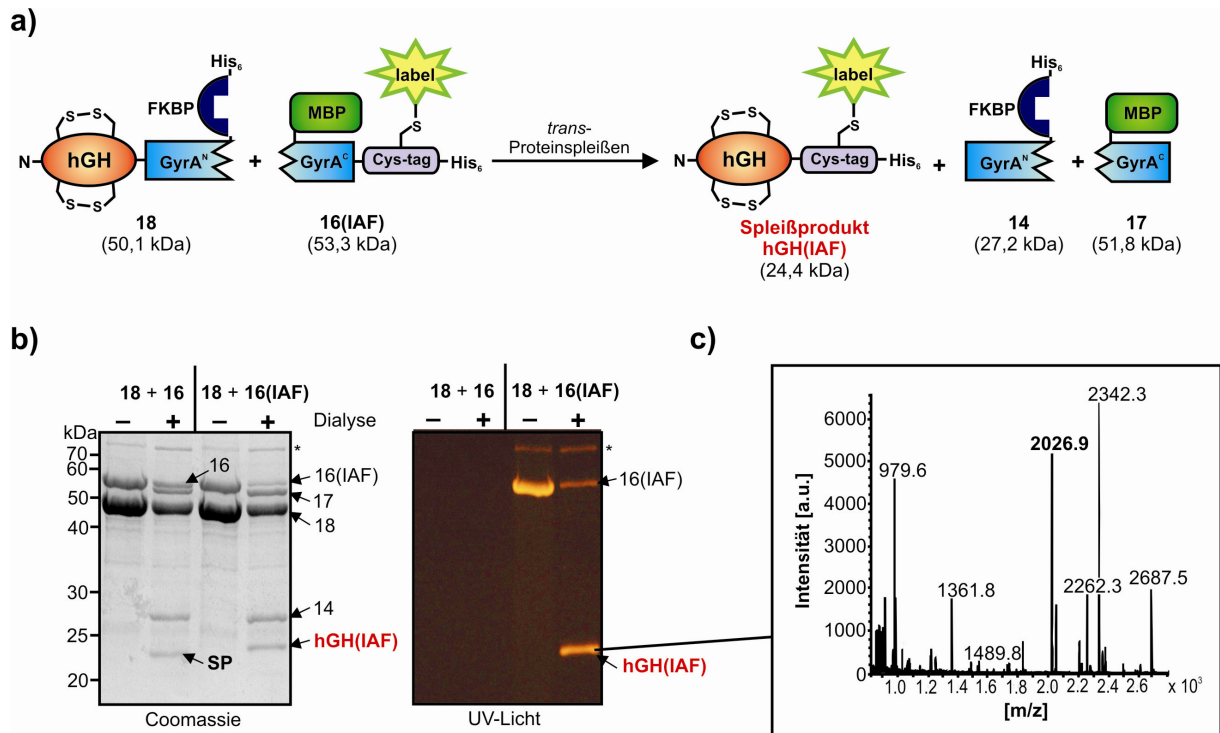 a)
His6
FKBP
N
S
S
hGH
S
S
GyrAN
18
(50,1 kDa)
+
label
S
MBP
GyrAC
Cys-tag
His6
16(IAF)
(53,3 kDa)
trans-
Proteinspleißen
label
S
N
S
S
hGH
S
S
Cys-tag
His6
Spleißprodukt
hGH(IAF)
(24,4 kDa)
+
His6
FKBP
GyrAN
14
(27,2 kDa)
+
MBP
GyrAC
17
(51,8 kDa)
b)
18 + 16
18 + 16(IAF)
− + − + Dialyse
kDa
70
60
50
40
30
25
20
*
16
16(IAF)
17
18
14
hGH(IAF)
SP
Coomassie
18 + 16
18 + 16(IAF)
− + − +
*
16(IAF)
hGH(IAF)
UV-Licht
c)
Intensität [a.u.]
6000
5000
4000
3000
2000
1000
0
979.6
1361.8
1489.8
2026.9
2262.3
2342.3
2687.5
1.0 1.2 1.4 1.6 1.8 2.0 2.2 2.4 2.6 x 10³
[m/z]